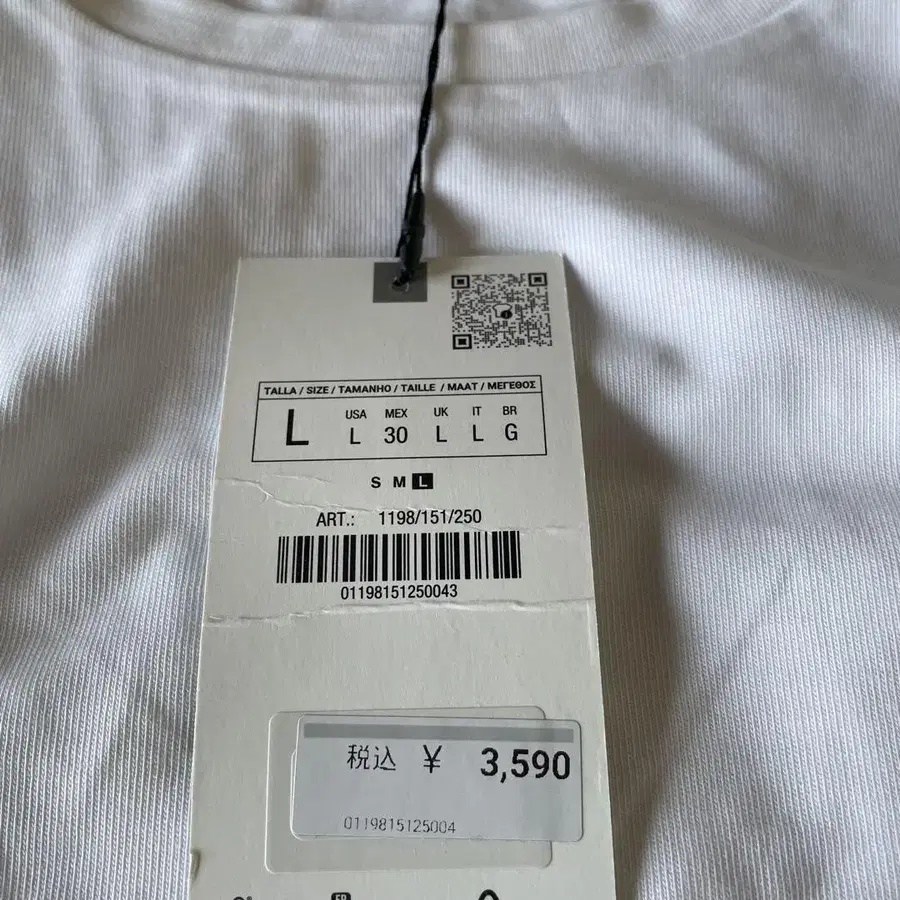 TALLA / SIZE / TAMANHO / TAILLE / MAAT / ΜΕΓΕΘΟΣ
L USA MEX UK IT BR
L 30 L L G
S M L
ART.: 1198/151/250
01198151250043
税込 ¥ 3,590
0119815125004